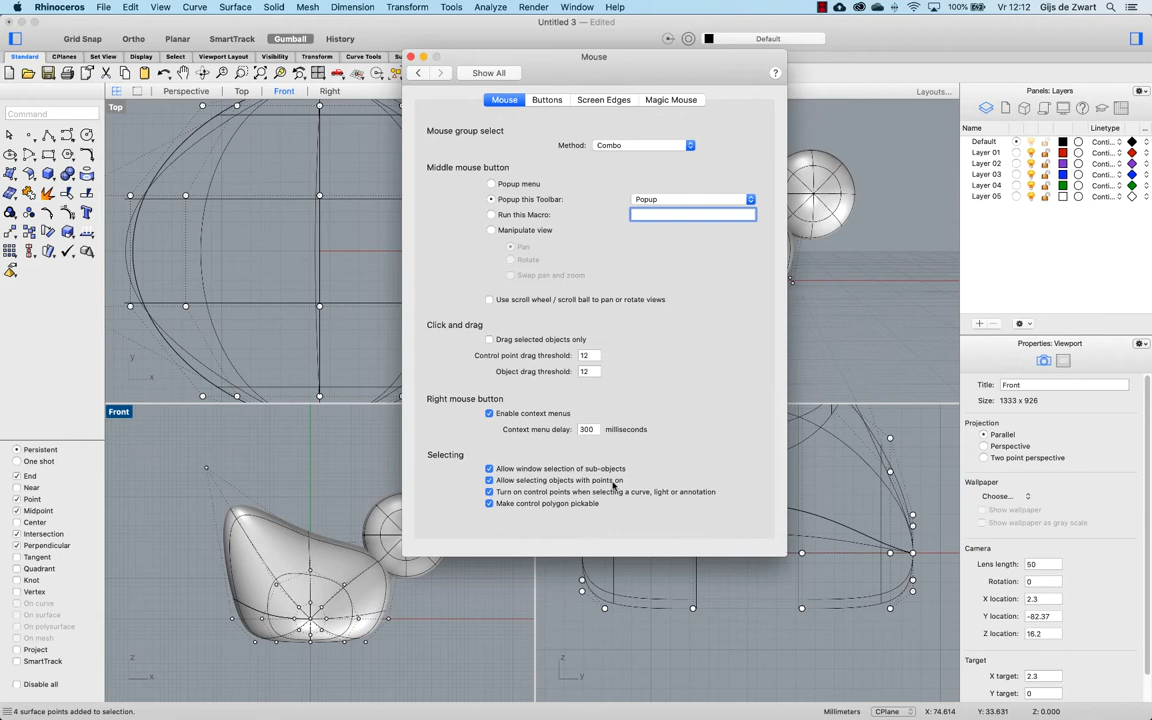 Rhinoceros File Edit View Curve Surface Solid Mesh Dimension Transform Tools Analyze Render Window Help 100% Vr 12:12 Gijs de Zwart
Untitled 3 — Edited
Grid Snap Ortho Planar SmartTrack Gumball History Default
Standard CPlanes Set View Display Select Viewport Layout Visibility Transform Curve Tools
Perspective Top Front Right Layouts...
Command
Top
y
x
Front
z
x
z
y
Persistent
One shot
End
Near
Point
Midpoint
Center
Intersection
Perpendicular
Tangent
Quadrant
Knot
Vertex
On curve
On surface
On polysurface
On mesh
Project
SmartTrack
Disable all
Mouse
Show All ?
Mouse Buttons Screen Edges Magic Mouse
Mouse group select
Method: Combo
Middle mouse button
Popup menu
Popup this Toolbar: Popup
Run this Macro:
Manipulate view
Pan
Rotate
Swap pan and zoom
Use scroll wheel / scroll ball to pan or rotate views
Click and drag
Drag selected objects only
Control point drag threshold: 12
Object drag threshold: 12
Right mouse button
Enable context menus
Context menu delay: 300 milliseconds
Selecting
Allow window selection of sub-objects
Allow selecting objects with points on
Turn on control points when selecting a curve, light or annotation
Make control polygon pickable
Panels: Layers
Name Linetype ...
Default Conti...
Layer 01 Conti...
Layer 02 Conti...
Layer 03 Conti...
Layer 04 Conti...
Layer 05 Conti...
Properties: Viewport
Title: Front
Size: 1333 x 926
Projection
Parallel
Perspective
Two point perspective
Wallpaper
Choose...
Show wallpaper
Show wallpaper as gray scale
Camera
Lens length: 50
Rotation: 0
X location: 2.3
Y location: -82.37
Z location: 16.2
Target
X target: 2.3
Y target: 0
4 surface points added to selection. Millimeters CPlane X: 74.614 Y: 33.631 Z: 0.000